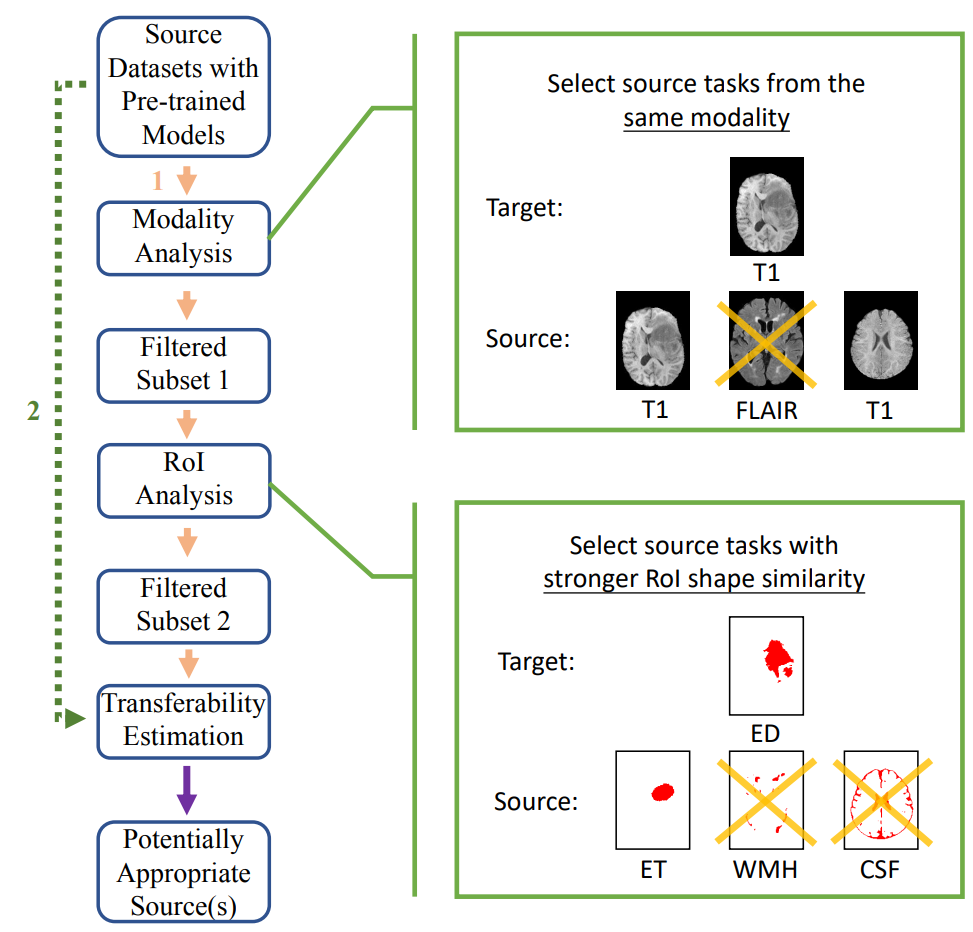 Source
Datasets with
Pre-trained
Models
1
Modality
Analysis
Filtered
Subset 1
2
RoI
Analysis
Filtered
Subset 2
Transferability
Estimation
Potentially
Appropriate
Source(s)
Select source tasks from the
same modality
Target:
T1
Source:
T1 FLAIR T1
Select source tasks with
stronger RoI shape similarity
Target:
ED
Source:
ET WMH CSF